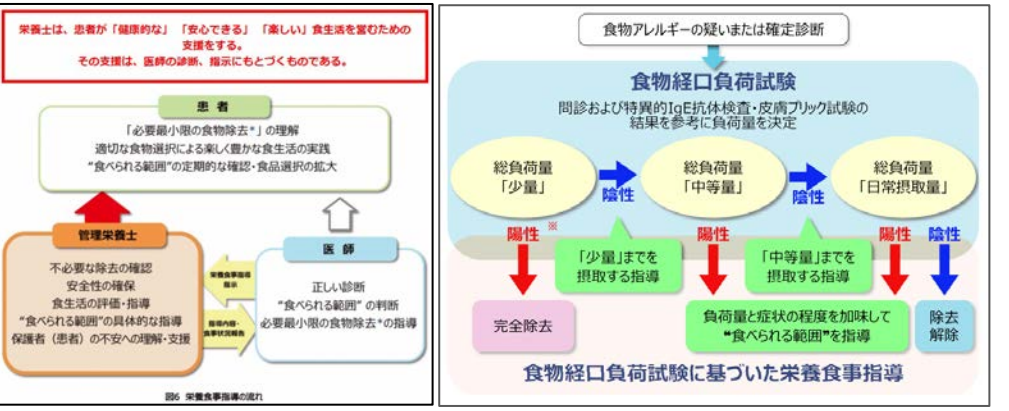 栄養士は、患者が「健康的な」「安心できる」「楽しい」食生活を営むための
支援をする。
その支援は、医師の診断、指示にもとづくものである。
患者
「必要最小限の食物除去*」の理解
適切な食物選択による楽しく豊かな食生活の実践
“食べられる範囲”の定期的な確認・食品選択の拡大
管理栄養士
不必要な除去の確認
安全性の確保
食生活の評価・指導
“食べられる範囲”の具体的な指導
保護者（患者）の不安への理解・支援
栄養食事指導
指示
指導内容・
食事状況報告
医師
正しい診断
“食べられる範囲”の判断
必要最小限の食物除去*の指導
図6 栄養食事指導の流れ
食物アレルギーの疑いまたは確定診断
食物経口負荷試験
問診および特異的IgE抗体検査・皮膚プリック試験の
結果を参考に負荷量を決定
総負荷量
「少量」
陰性
総負荷量
「中等量」
陰性
総負荷量
「日常摂取量」
陽性 ※
「少量」までを
摂取する指導
陽性
「中等量」までを
摂取する指導
陽性
陰性
完全除去
負荷量と症状の程度を加味して
“食べられる範囲”を指導
除去
解除
食物経口負荷試験に基づいた栄養食事指導